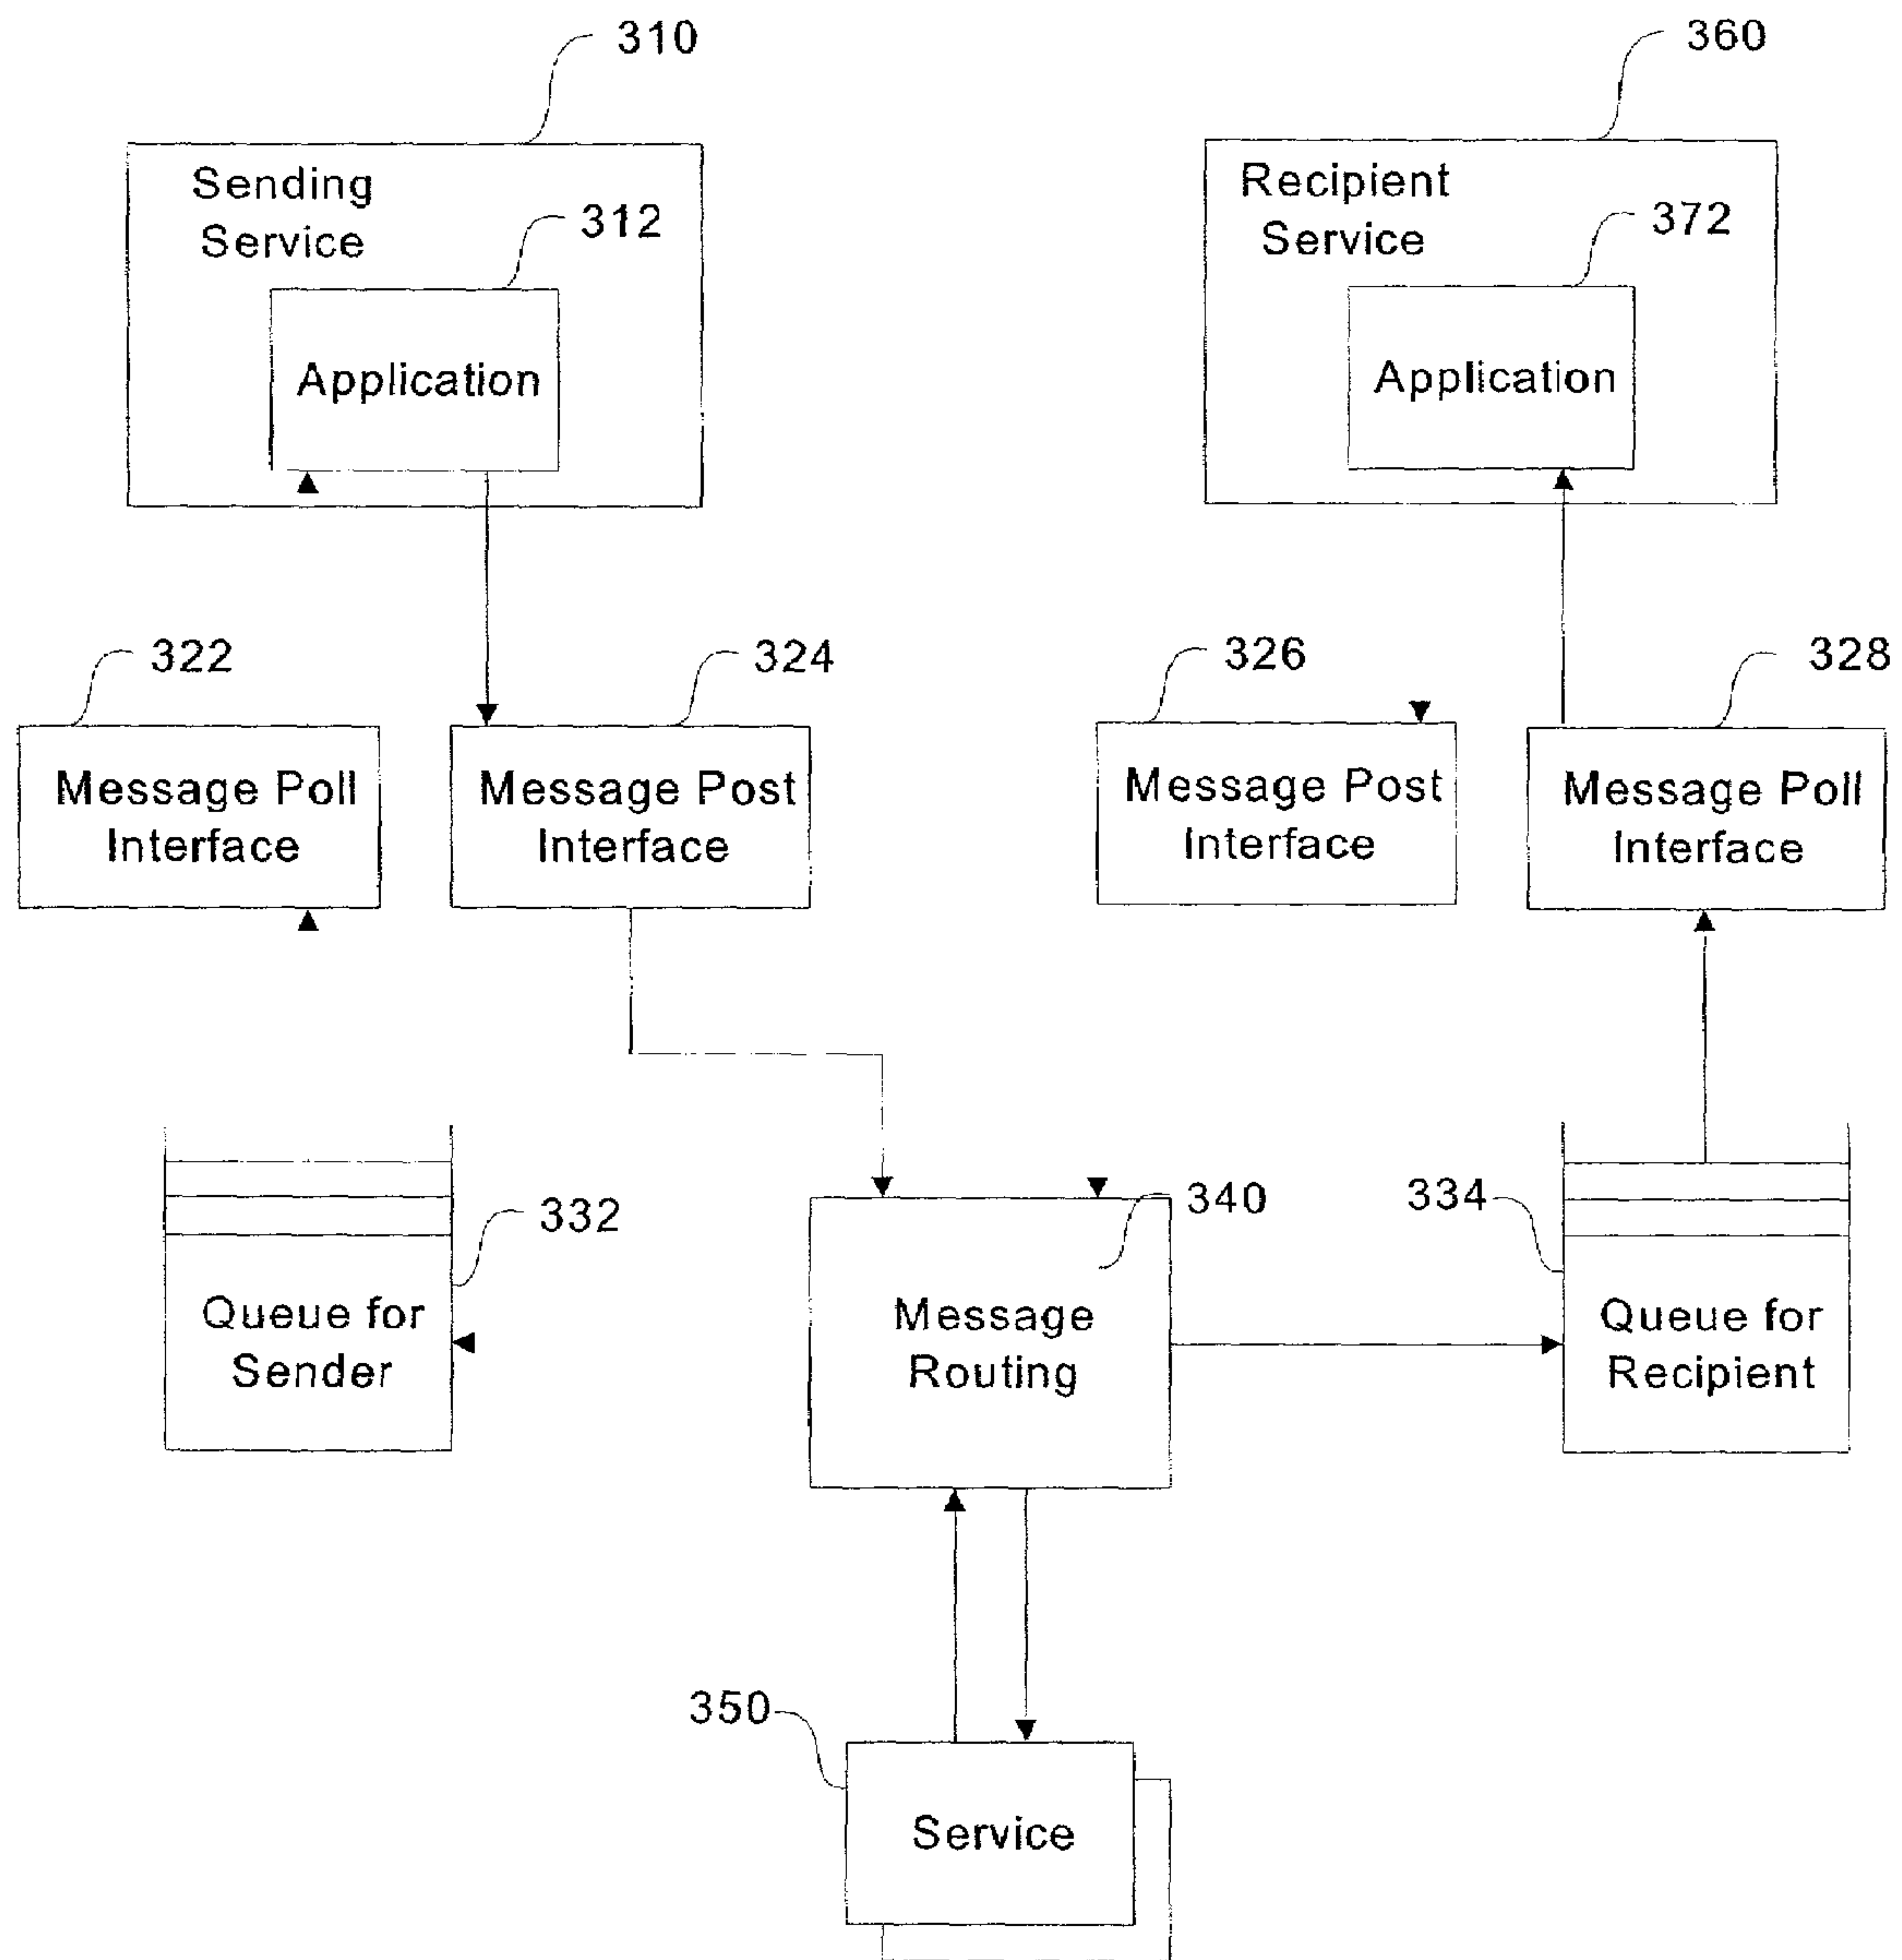 310
360
Sending
Service
312
Application
Recipient
Service
372
Application
322
324
326
328
Message Poll
Interface
Message Post
Interface
Message Post
Interface
Message Poll
Interface
332
Queue for
Sender
340
Message
Routing
334
Queue for
Recipient
350
Service